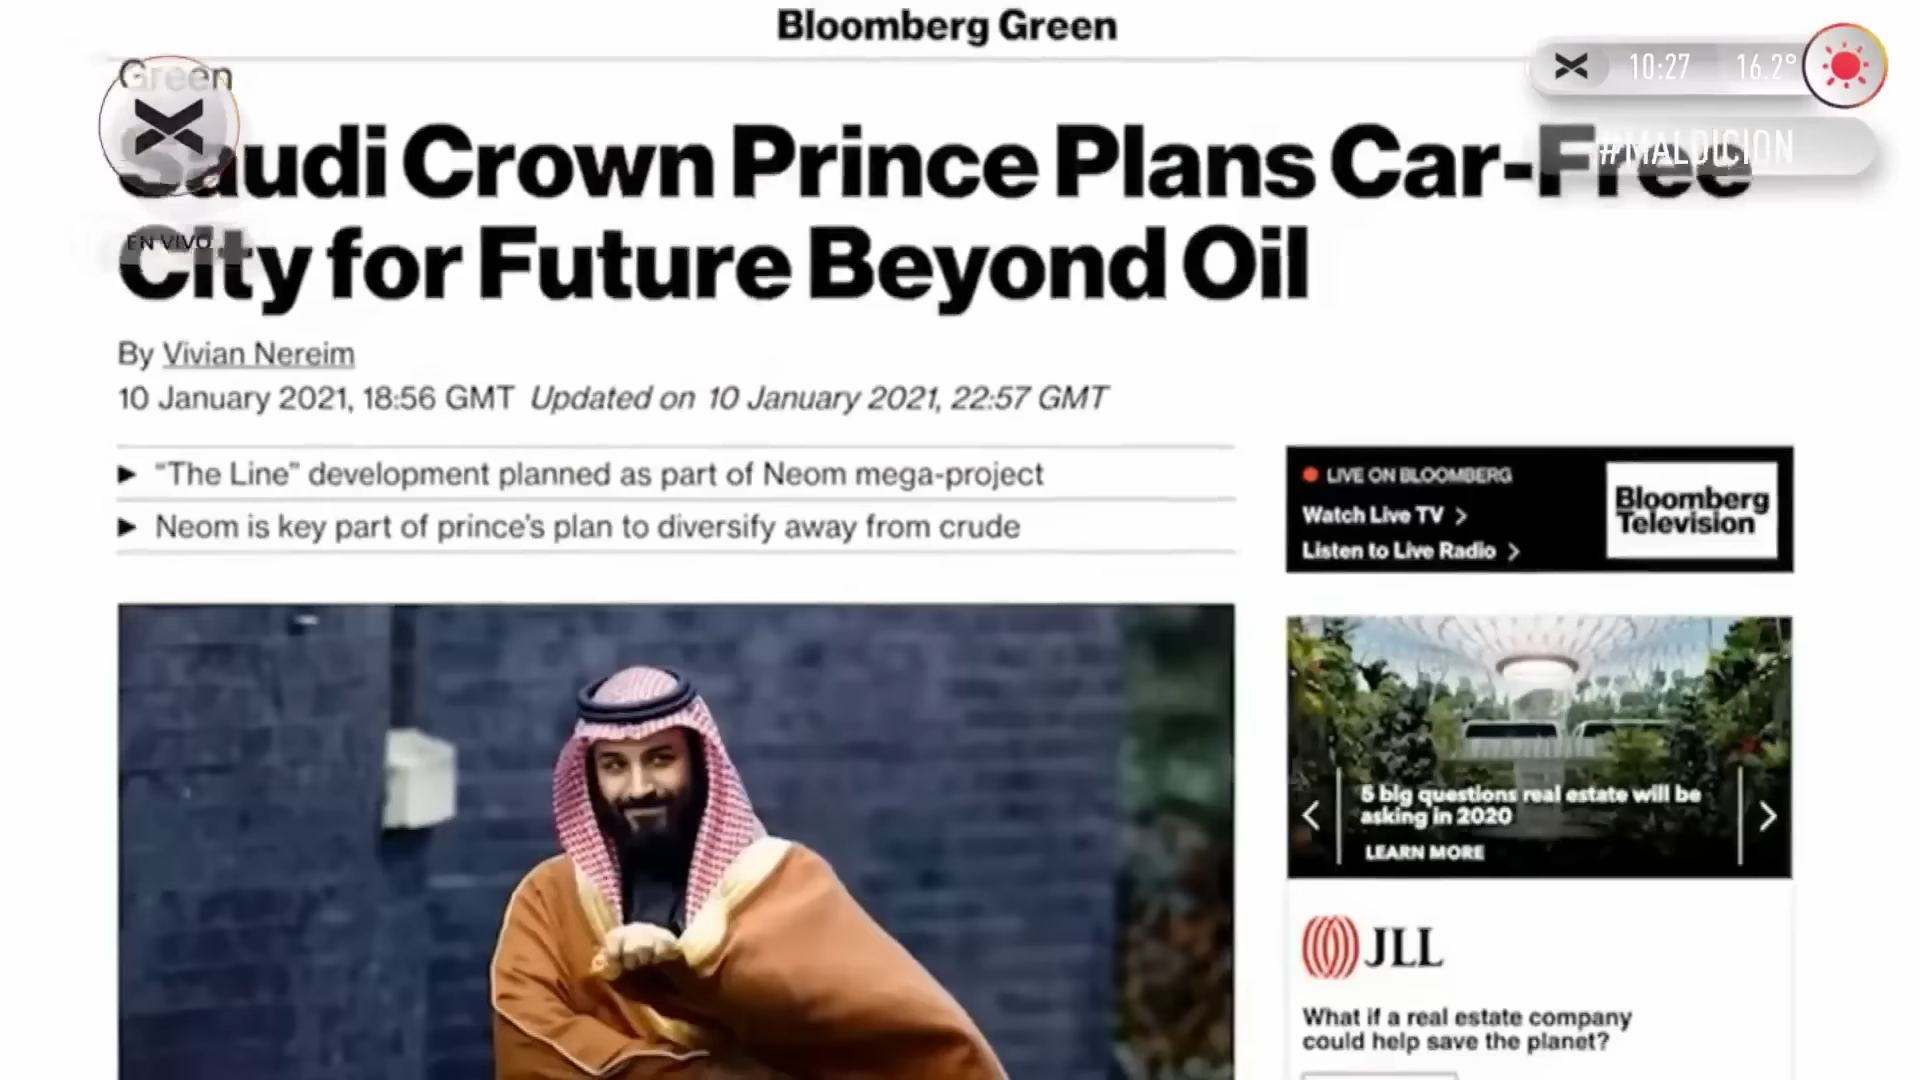 Bloomberg Green
Green
10:27 16.2°
Saudi Crown Prince Plans Car-Free
#MALDICION
EN VIVO
City for Future Beyond Oil
By Vivian Nereim
10 January 2021, 18:56 GMT Updated on 10 January 2021, 22:57 GMT
"The Line" development planned as part of Neom mega-project
Neom is key part of prince's plan to diversify away from crude
LIVE ON BLOOMBERG
Watch Live TV >
Listen to Live Radio >
Bloomberg
Television
5 big questions real estate will be
asking in 2020
LEARN MORE
JLL
What if a real estate company
could help save the planet?